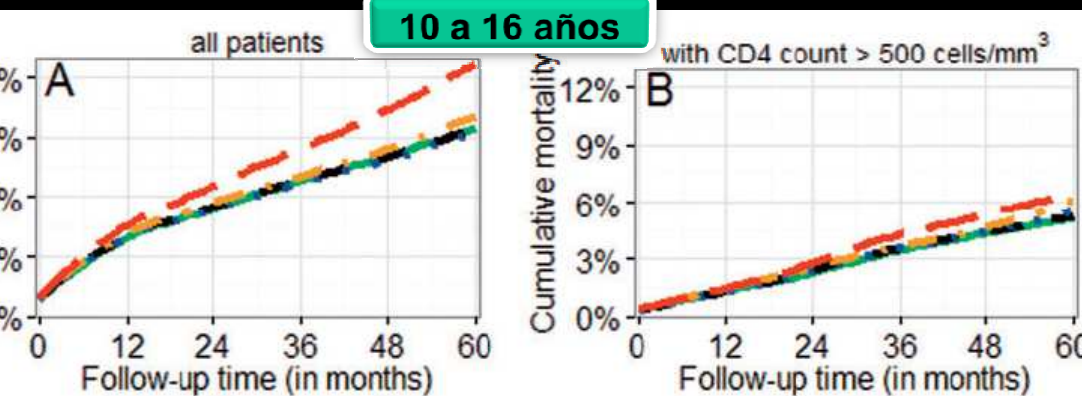 10 a 16 años
all patients
A
%
%
%
%
%
0 12 24 36 48 60
Follow-up time (in months)
with CD4 count > 500 cells/mm³
B
Cumulative mortality
12%
9%
6%
3%
0%
0 12 24 36 48 60
Follow-up time (in months)